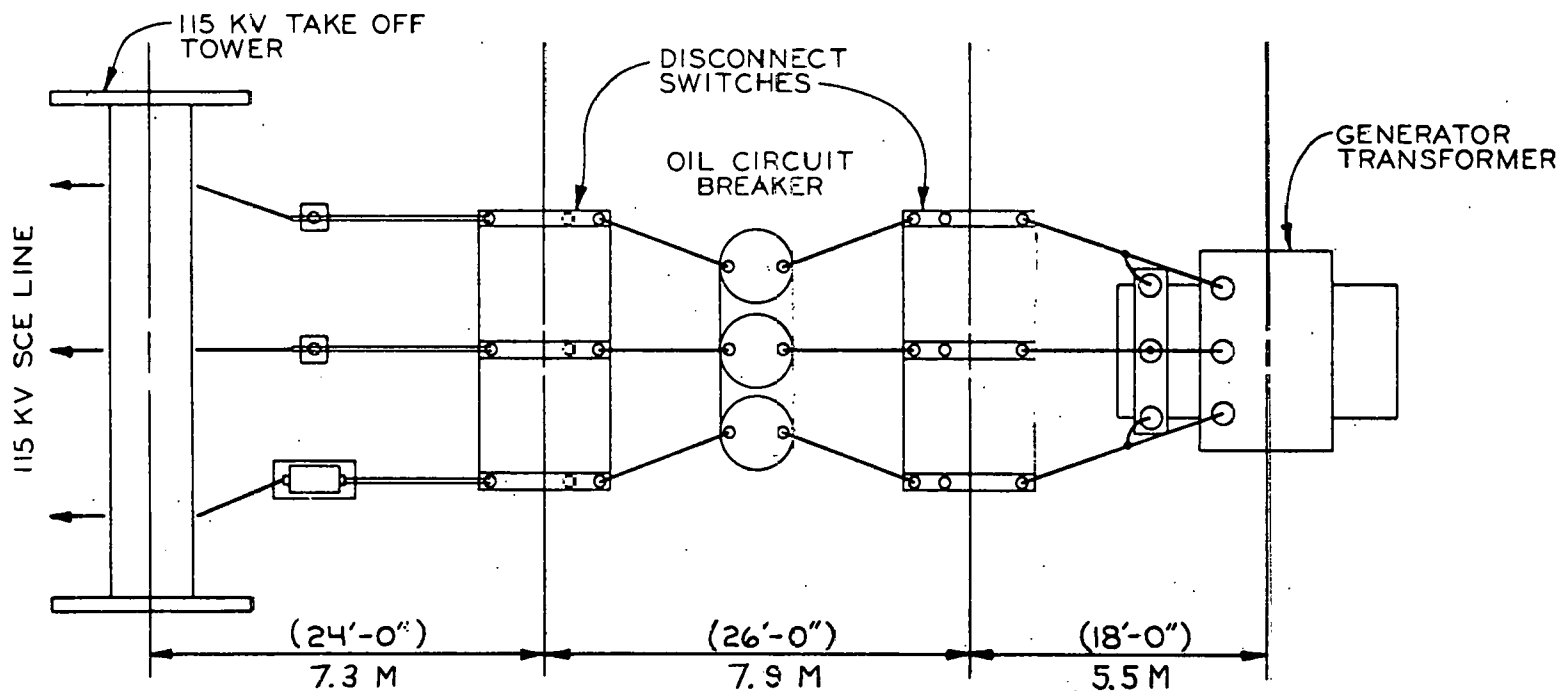 115 KV TAKE OFF
TOWER
DISCONNECT
SWITCHES
OIL CIRCUIT
BREAKER
GENERATOR
TRANSFORMER
115 KV SCE LINE
(24'-0")
7.3 M
(26'-0")
7.9 M
(18'-0")
5.5 M